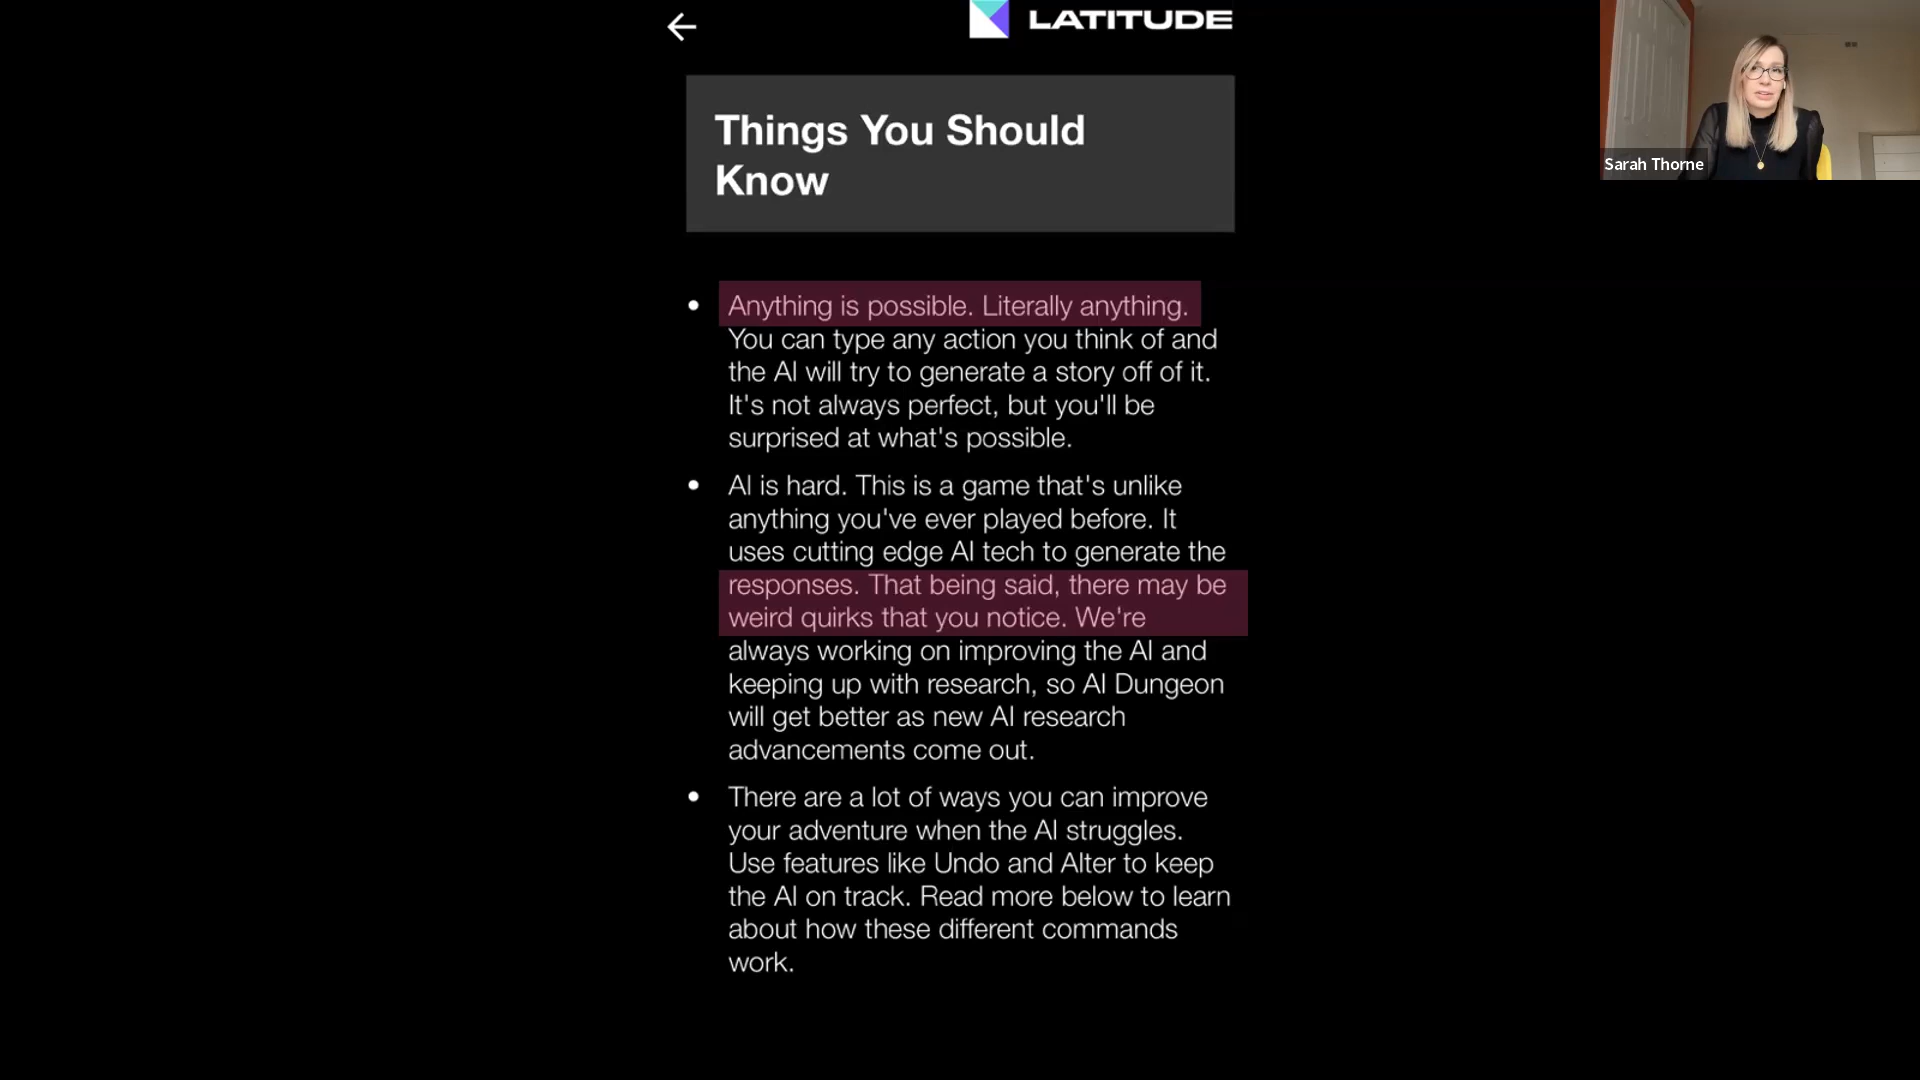 LATITUDE
Things You Should
Know
Anything is possible. Literally anything.
You can type any action you think of and
the AI will try to generate a story off of it.
It's not always perfect, but you'll be
surprised at what's possible.
AI is hard. This is a game that's unlike
anything you've ever played before. It
uses cutting edge AI tech to generate the
responses. That being said, there may be
weird quirks that you notice. We're
always working on improving the AI and
keeping up with research, so AI Dungeon
will get better as new AI research
advancements come out.
There are a lot of ways you can improve
your adventure when the AI struggles.
Use features like Undo and Alter to keep
the AI on track. Read more below to learn
about how these different commands
work.
Sarah Thorne